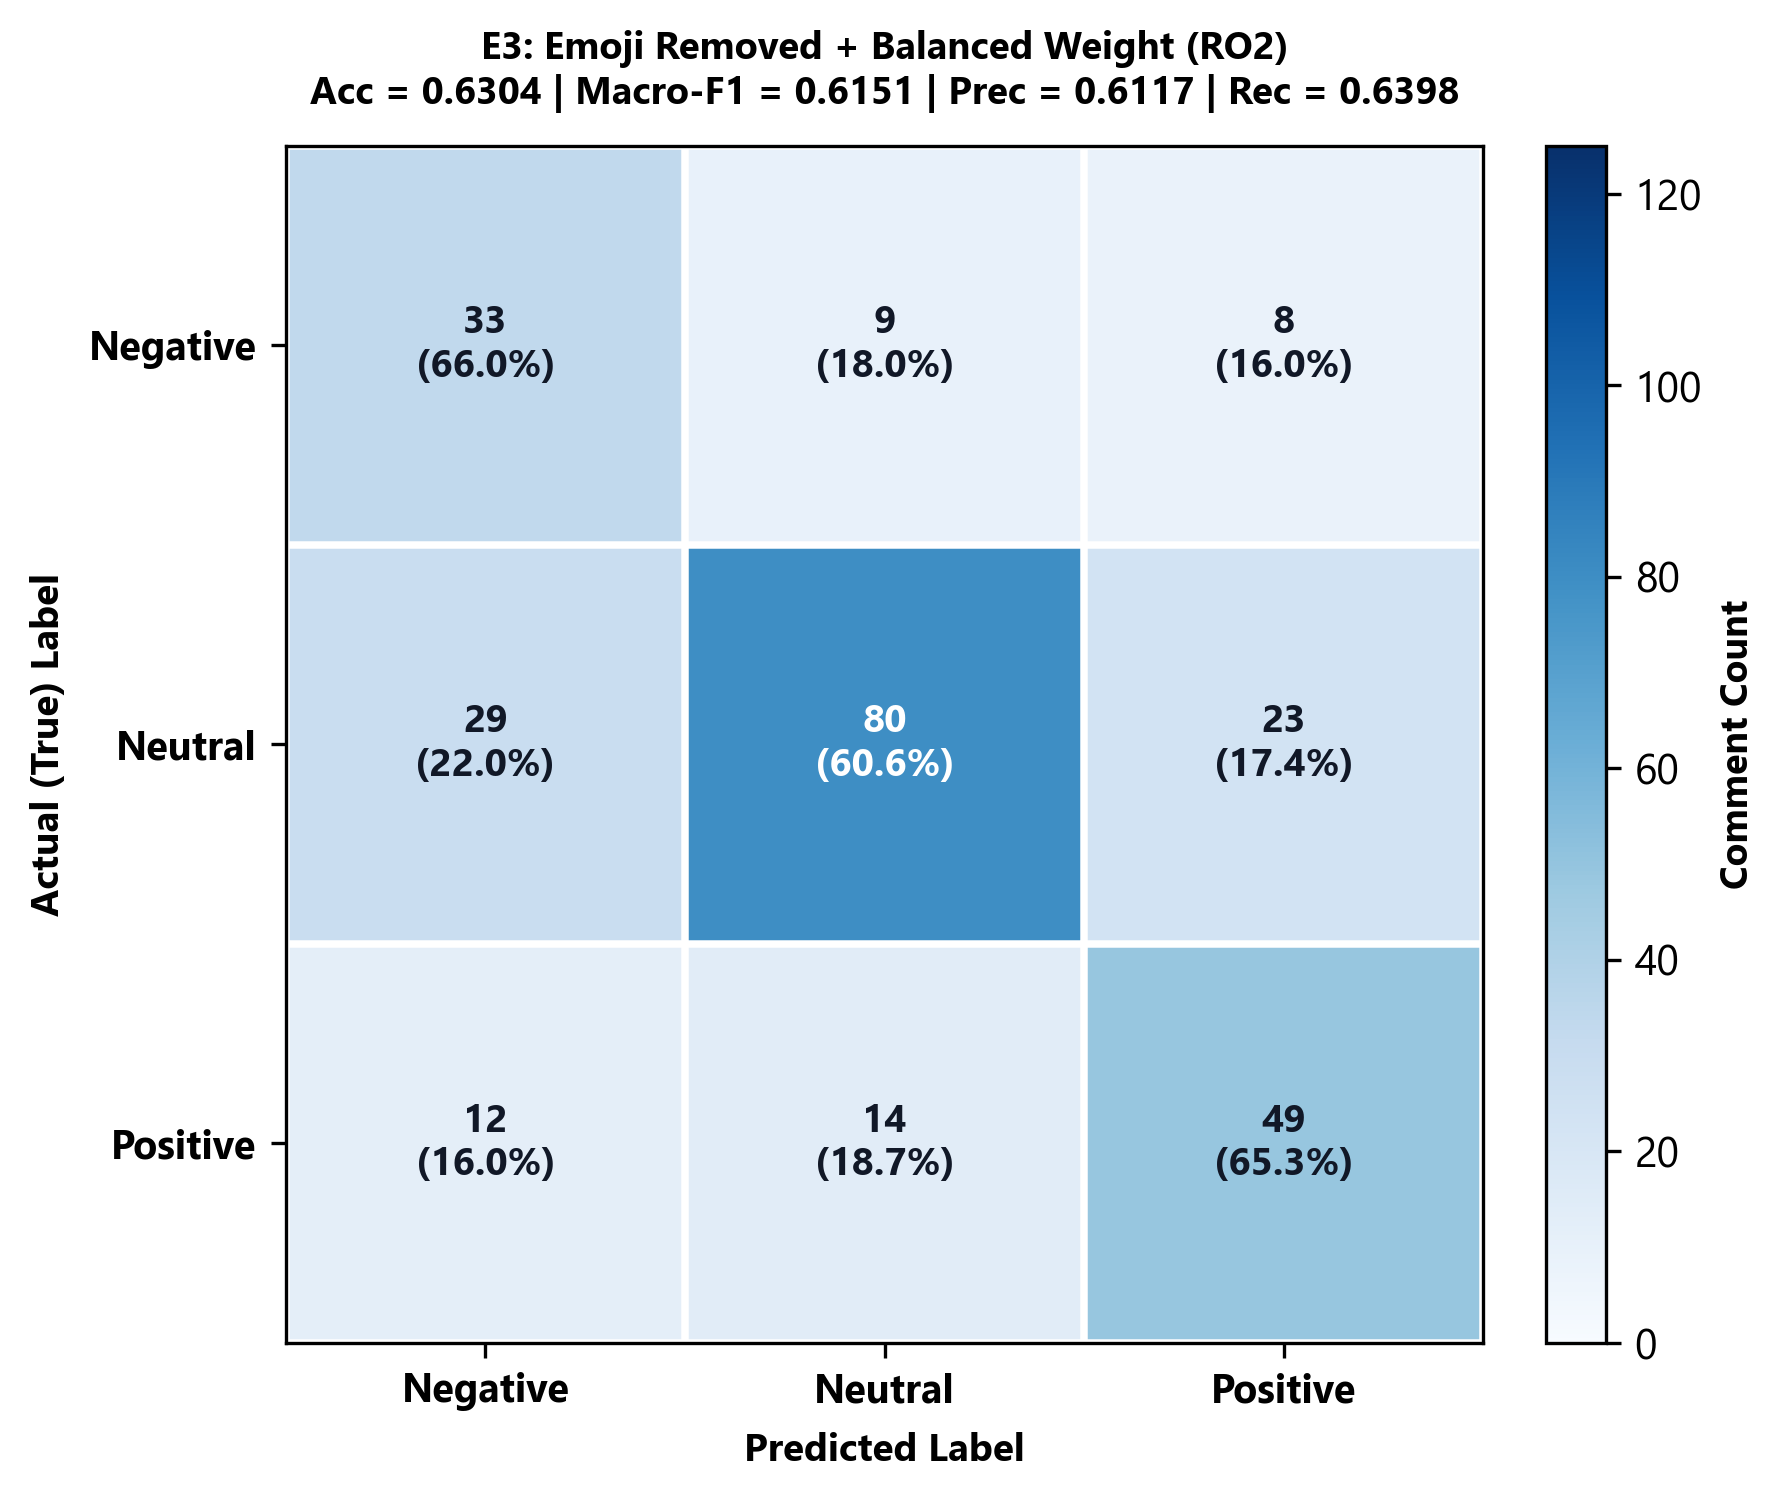 E3: Emoji Removed + Balanced Weight (RO2)
Acc = 0.6304 | Macro-F1 = 0.6151 | Prec = 0.6117 | Rec = 0.6398
Actual (True) Label
Negative
33
(66.0%)
9
(18.0%)
8
(16.0%)
Neutral
29
(22.0%)
80
(60.6%)
23
(17.4%)
Positive
12
(16.0%)
14
(18.7%)
49
(65.3%)
Negative
Neutral
Positive
Predicted Label
120
100
80
60
40
20
0
Comment Count